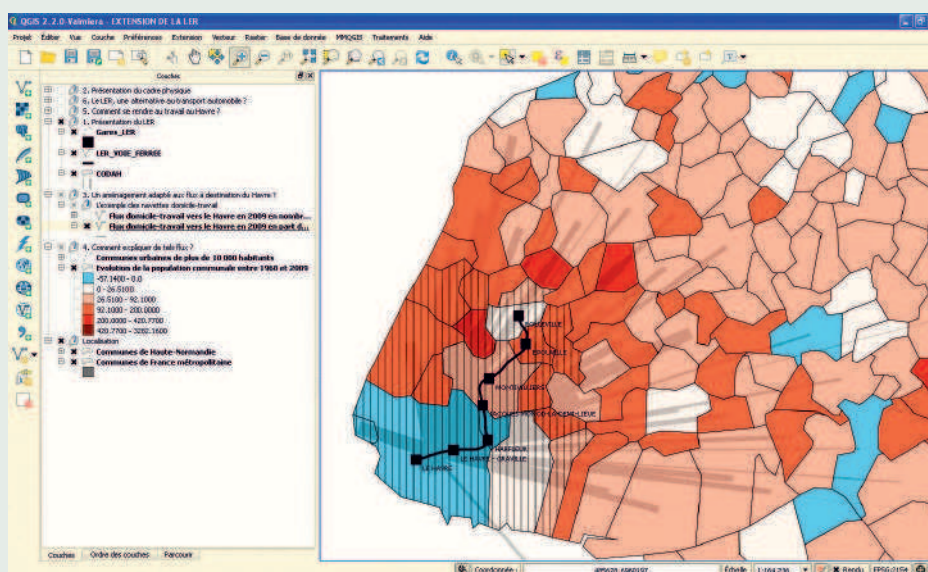 QGIS 2.2.0-Valmiera - EXTENSION DE LA LER
Projet Éditer Vue Couche Préférences Extension Vecteur Raster Base de donnée MMQGIS Traitements Aide
Couches
2. Présentation du cadre physique
6. Le LER, une alternative au transport automobile ?
5. Comment se rendre au travail au Havre ?
1. Présentation du LER
Gares_LER
LER_VOIE_FERREE
CODAH
3. Un aménagement adapté aux flux à destination du Havre ?
L'exemple des navettes domicile-travail
Flux domicile-travail vers le Havre en 2009 en nombr...
Flux domicile-travail vers le Havre en 2009 en part d...
4. Comment expliquer de tels flux ?
Communes urbaines de plus de 10 000 habitants
Evolution de la population communale entre 1968 et 2009
-57.1400 - 0.0
0 - 26.5100
26.5100 - 92.1000
92.1000 - 200.0000
200.0000 - 420.7700
420.7700 - 3282.1600
Localisation
Communes de Haute-Normandie
Communes de France métropolitaine
ROLLEVILLE
EPOUVILLE
MONTIVILLIERS
JACQUES MONOD-LA-DEMI-LIEUE
HARFLEUR
LE HAVRE - GRAVILLE
LE HAVRE
Couches Ordre des couches Parcourir
Coordonnée : Échelle Rendu EPSG:2154